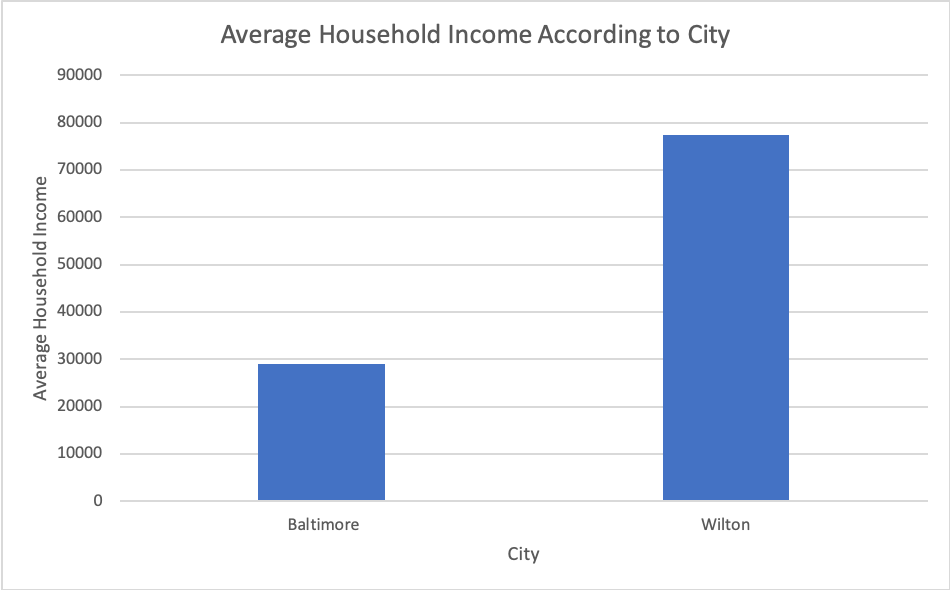 Average Household Income According to City
90000
80000
70000
60000
50000
40000
30000
20000
10000
0
Average Household Income
Baltimore
Wilton
City